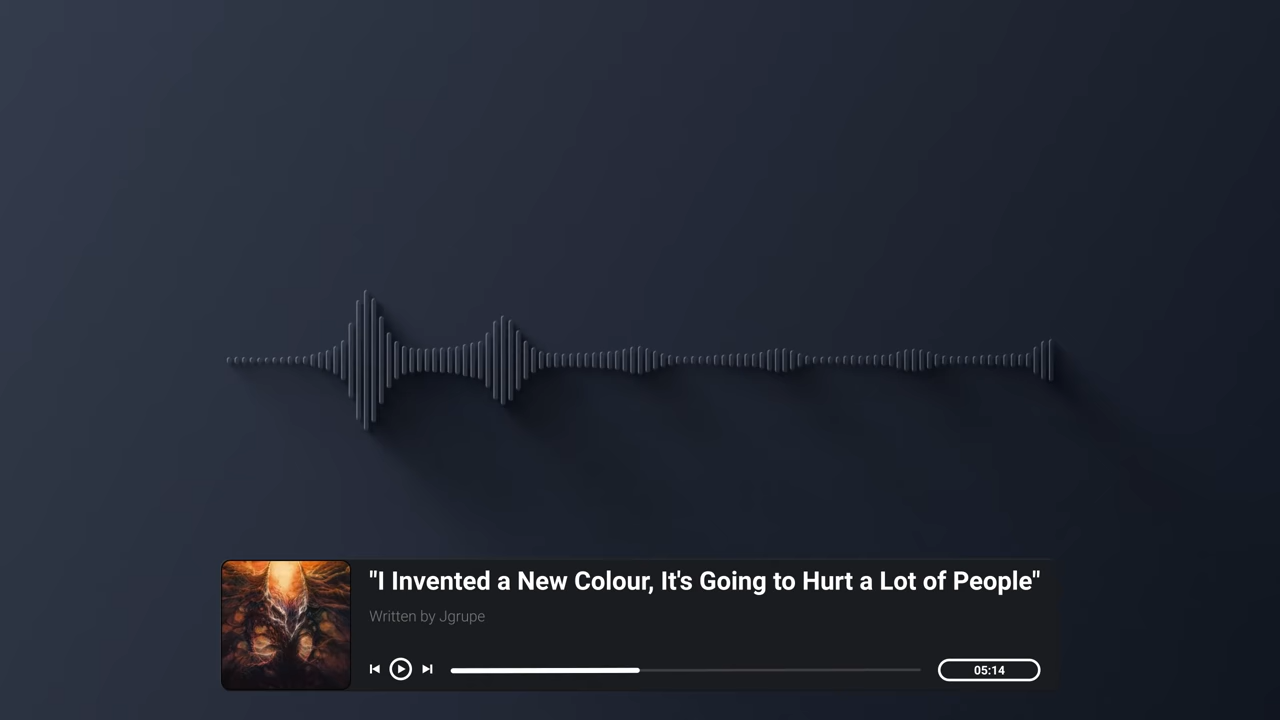 "I Invented a New Colour, It's Going to Hurt a Lot of People"
Written by Jgrupe
05:14